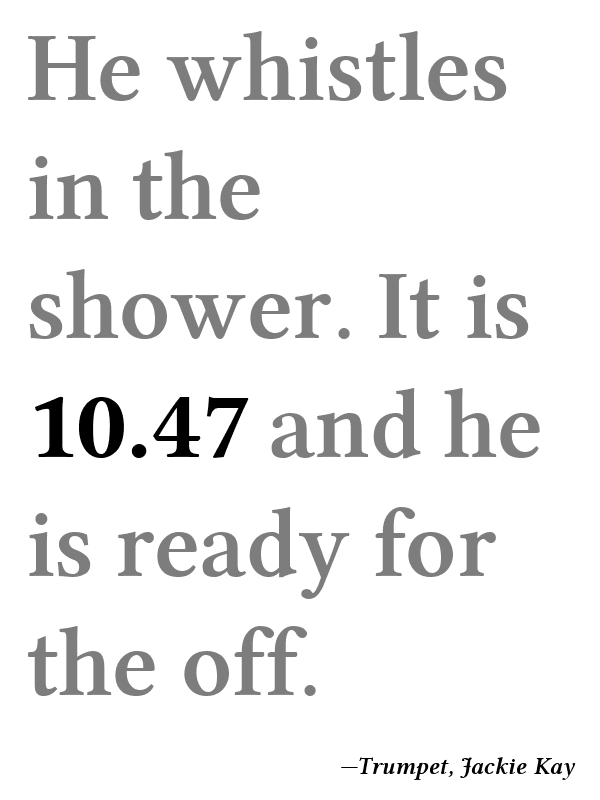 He whistles
in the
shower. It is
10.47 and he
is ready for
the off.
—Trumpet, Jackie Kay